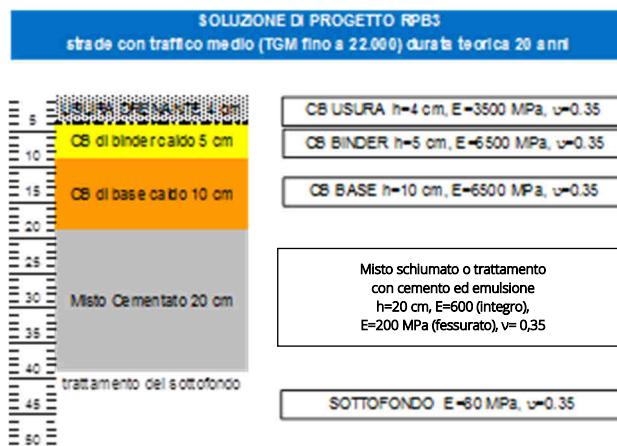 SOLUZIONE DI PROGETTO RPB3
strade con traffico medio (TGM fino a 22.000) durata teorica 20 anni
USURA DRENANTE 4 cm
CB di binder caldo 5 cm
CB di base caldo 10 cm
Misto Cementato 20 cm
trattamento del sottofondo
5
10
15
20
25
30
35
40
45
50
CB USURA h=4 cm, E=3500 MPa, ν=0.35
CB BINDER h=5 cm, E=6500 MPa, ν=0.35
CB BASE h=10 cm, E=6500 MPa, ν=0.35
Misto schiumato o trattamento
con cemento ed emulsione
h=20 cm, E=600 (integro),
E=200 MPa (fessurato), ν= 0,35
SOTTOFONDO E=80 MPa, ν=0.35